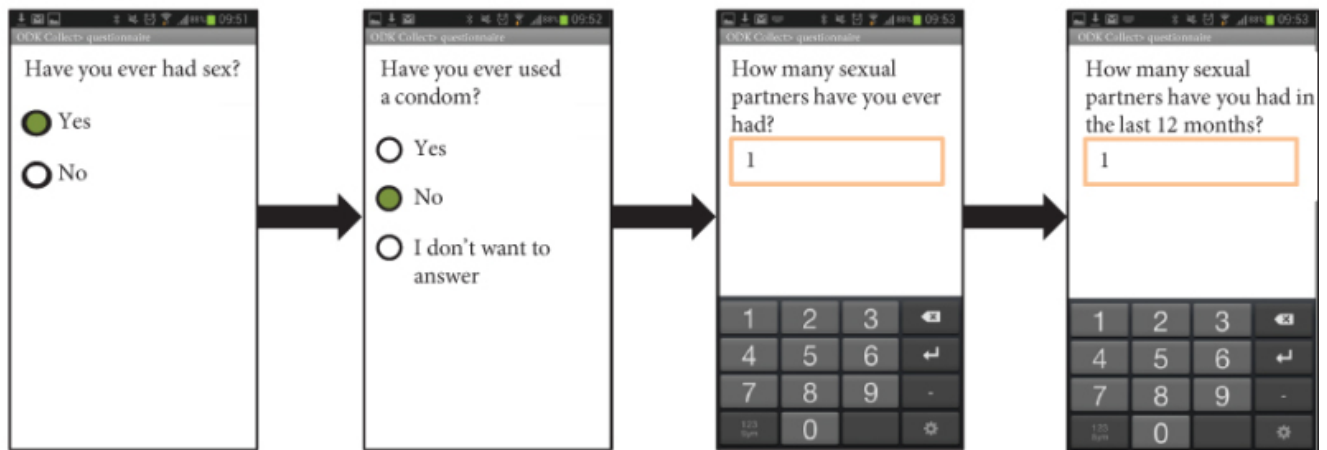 09:51
ODK Collect> questionnaire
Have you ever had sex?
Yes
No
09:52
ODK Collect> questionnaire
Have you ever used
a condom?
Yes
No
I don't want to
answer
09:53
ODK Collect> questionnaire
How many sexual
partners have you ever
had?
1
1 2 3
4 5 6
7 8 9 -
123
Sym
0
09:53
ODK Collect> questionnaire
How many sexual
partners have you had in
the last 12 months?
1
1 2 3
4 5 6
7 8 9 -
123
Sym
0